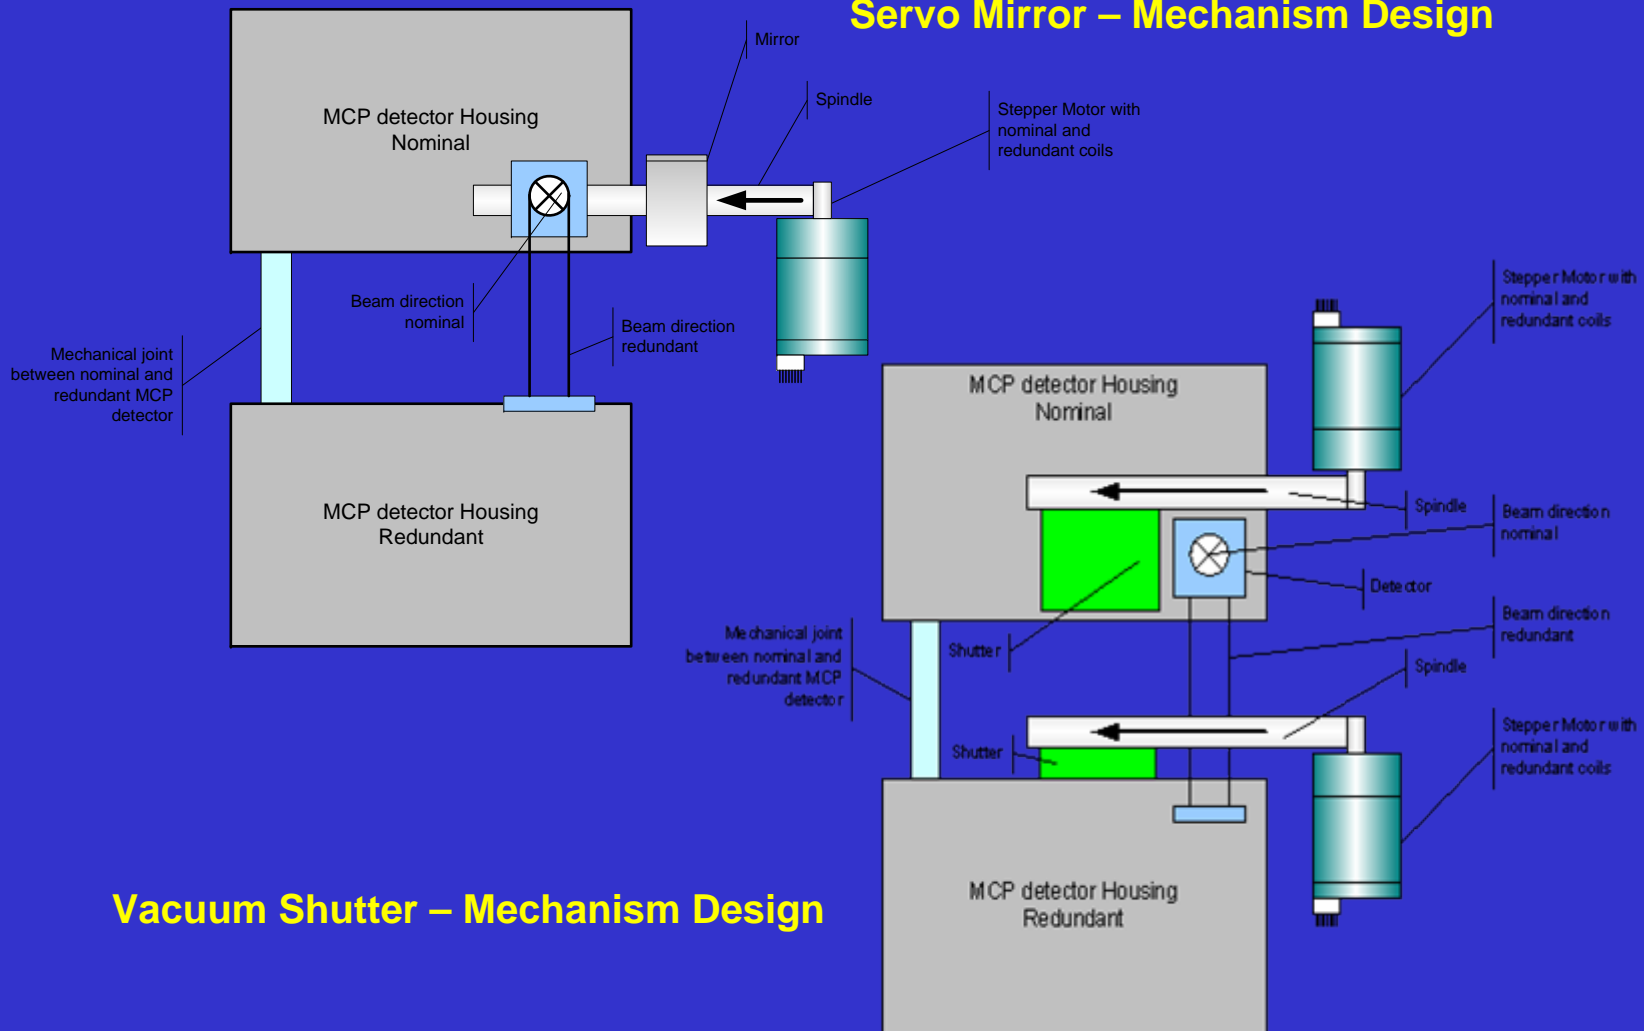 Servo Mirror – Mechanism Design
Mirror
Spindle
Stepper Motor with
nominal and
redundant coils
MCP detector Housing
Nominal
Beam direction
nominal
Beam direction
redundant
Mechanical joint
between nominal and
redundant MCP
detector
MCP detector Housing
Redundant
Stepper Motor with
nominal and
redundant coils
MCP detector Housing
Nominal
Spindle
Beam direction
nominal
Detector
Beam direction
redundant
Mechanical joint
between nominal and
redundant MCP
detector
Shutter
Spindle
Shutter
Stepper Motor with
nominal and
redundant coils
MCP detector Housing
Redundant
Vacuum Shutter – Mechanism Design